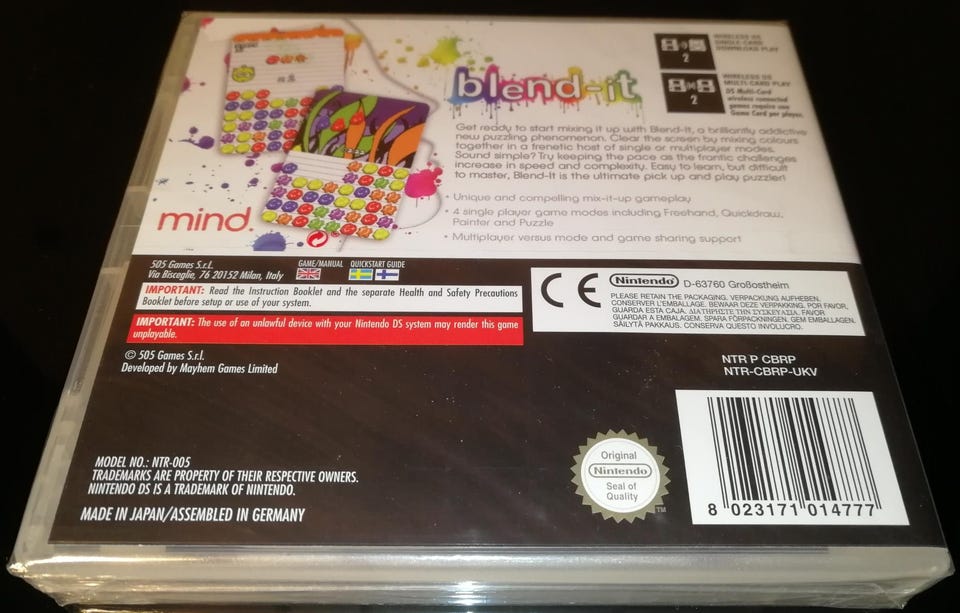 blend-it
WIRELESS DS
SINGLE-CARD
DOWNLOAD PLAY
2
WIRELESS DS
MULTI-CARD PLAY
DS Multi-Card
wireless connected
games require one
Game Card per player.
2
Get ready to start mixing it up with Blend-It, a brilliantly addictive
new puzzling phenomenon. Clear the screen by mixing colours
together in a frenetic host of single or multiplayer modes.
Sound simple? Try keeping the pace as the frantic challenges
increase in speed and complexity. Easy to learn, but difficult
to master, Blend-It is the ultimate pick up and play puzzler!
• Unique and compelling mix-it-up gameplay
• 4 single player game modes including Freehand, Quickdraw,
Painter and Puzzle
• Multiplayer versus mode and game sharing support
mind.
505 Games S.r.l.
Via Bisceglie, 76 20152 Milan, Italy
GAME/MANUAL
QUICKSTART GUIDE
IMPORTANT: Read the Instruction Booklet and the separate Health and Safety Precautions
Booklet before setup or use of your system.
IMPORTANT: The use of an unlawful device with your Nintendo DS system may render this game
unplayable.
© 505 Games S.r.l.
Developed by Mayhem Games Limited
CE
Nintendo D-63760 Großostheim
PLEASE RETAIN THE PACKAGING. VERPACKUNG AUFHEBEN.
CONSERVER L'EMBALLAGE. BEWAAR DEZE VERPAKKING. POR FAVOR,
GUARDA ESTA CAJA. ΔΙΑΤΗΡΗΣΤΕ ΤΗΝ ΣΥΣΚΕΥΑΣΙΑ. FAVOR
GUARDAR A EMBALAGEM. SPARA FÖRPACKNINGEN. GEM EMBALLAGEN.
SÄILYTÄ PAKKAUS. CONSERVA QUESTO INVOLUCRO.
NTR P CBRP
NTR-CBRP-UKV
MODEL NO.: NTR-005
TRADEMARKS ARE PROPERTY OF THEIR RESPECTIVE OWNERS.
NINTENDO DS IS A TRADEMARK OF NINTENDO.
MADE IN JAPAN/ASSEMBLED IN GERMANY
Original
Nintendo
Seal of
Quality
TM
8 023171 014777